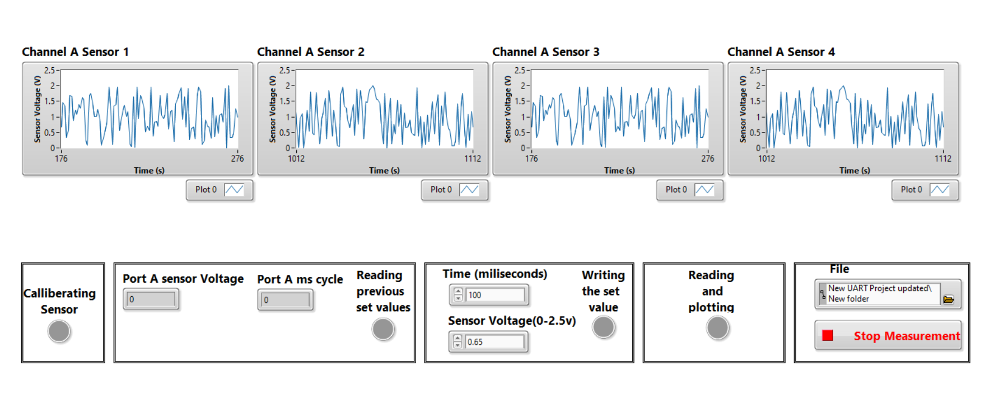 Channel A Sensor 1
Channel A Sensor 2
Channel A Sensor 3
Channel A Sensor 4
Sensor Voltage (V)
2.5
2
1.5
1
0.5
0
176
276
Time (s)
Plot 0
Sensor Voltage (V)
2.5
2
1.5
1
0.5
0
1012
1112
Time (s)
Plot 0
Sensor Voltage (V)
2.5
2
1.5
1
0.5
0
176
276
Time (s)
Plot 0
Sensor Voltage (V)
2.5
2
1.5
1
0.5
0
1012
1112
Time (s)
Plot 0
Calliberating
Sensor
Port A sensor Voltage
0
Port A ms cycle
0
Reading
previous
set values
Time (miliseconds)
100
Sensor Voltage(0-2.5v)
0.65
Writing
the set
value
Reading
and
plotting
File
New UART Project updated\
New folder
Stop Measurement